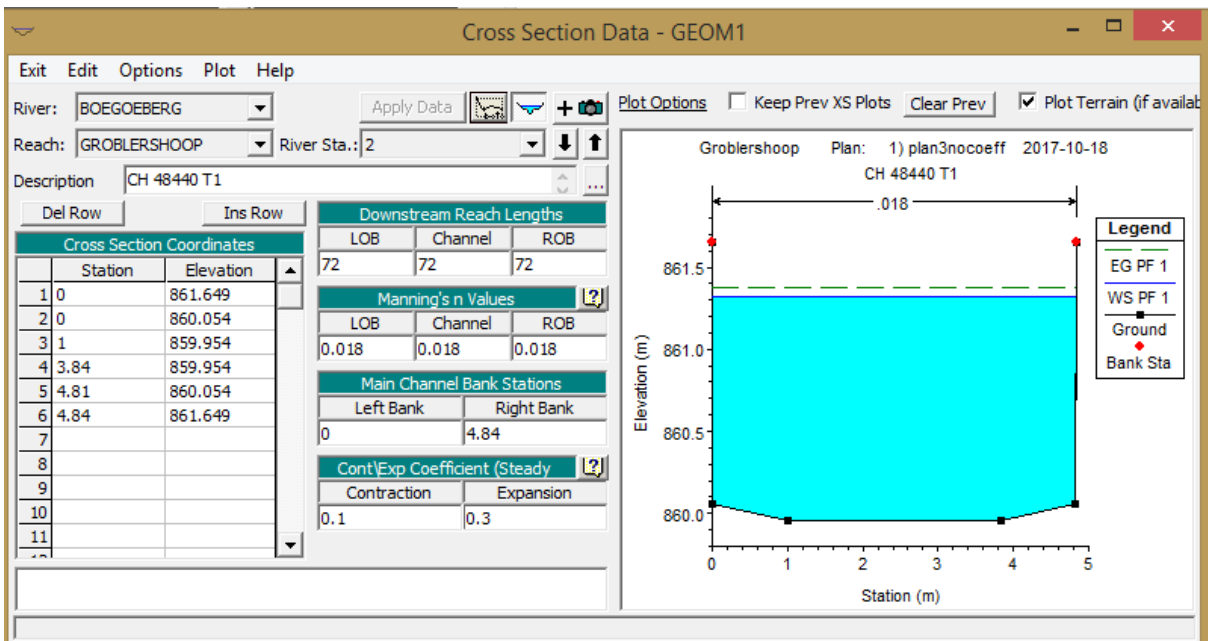 Cross Section Data - GEOM1
Exit Edit Options Plot Help
River: BOEGOEBERG Apply Data
Reach: GROBLERSHOOP River Sta.: 2
Description CH 48440 T1 ...
Del Row Ins Row
Cross Section Coordinates
Station Elevation
1 0 861.649
2 0 860.054
3 1 859.954
4 3.84 859.954
5 4.81 860.054
6 4.84 861.649
7
8
9
10
11
Downstream Reach Lengths
LOB Channel ROB
72 72 72
Manning's n Values
LOB Channel ROB
0.018 0.018 0.018
Main Channel Bank Stations
Left Bank Right Bank
0 4.84
Cont\Exp Coefficient (Steady
Contraction Expansion
0.1 0.3
Plot Options Keep Prev XS Plots Clear Prev Plot Terrain (if availab
Groblershoop Plan: 1) plan3nocoeff 2017-10-18
CH 48440 T1
.018
861.5
861.0
860.5
860.0
Elevation (m)
0 1 2 3 4 5
Station (m)
Legend
EG PF 1
WS PF 1
Ground
Bank Sta